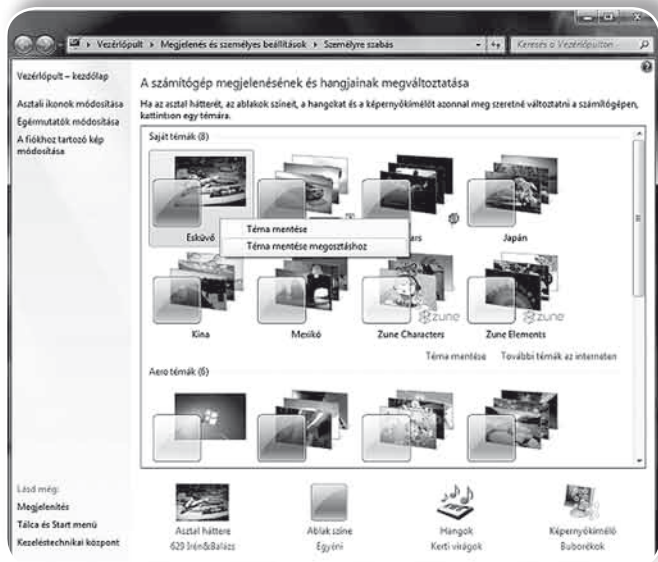 Vezérlőpult ▸ Megjelenés és személyes beállítások ▸ Személyre szabás
Keresés a Vezérlőpulton
Vezérlőpult – kezdőlap
Asztali ikonok módosítása
Egérmutatók módosítása
A fiókhoz tartozó kép
módosítása
A számítógép megjelenésének és hangjainak megváltoztatása
Ha az asztal hátterét, az ablakok színeit, a hangokat és a képernyőkímélőt azonnal meg szeretné változtatni a számítógépen,
kattintson egy témára.
Saját témák (8)
Esküvő
ars
Japán
Téma mentése
Téma mentése megosztáshoz
zune
zune
Kína
Mexikó
Zune Characters
Zune Elements
Téma mentése
További témák az interneten
Aero témák (6)
Lásd még:
Megjelenítés
Tálca és Start menü
Kezeléstechnikai központ
Asztal háttere
629 Irén&Balázs
Ablak színe
Egyéni
Hangok
Kerti virágok
Képernyőkímélő
Buborékok